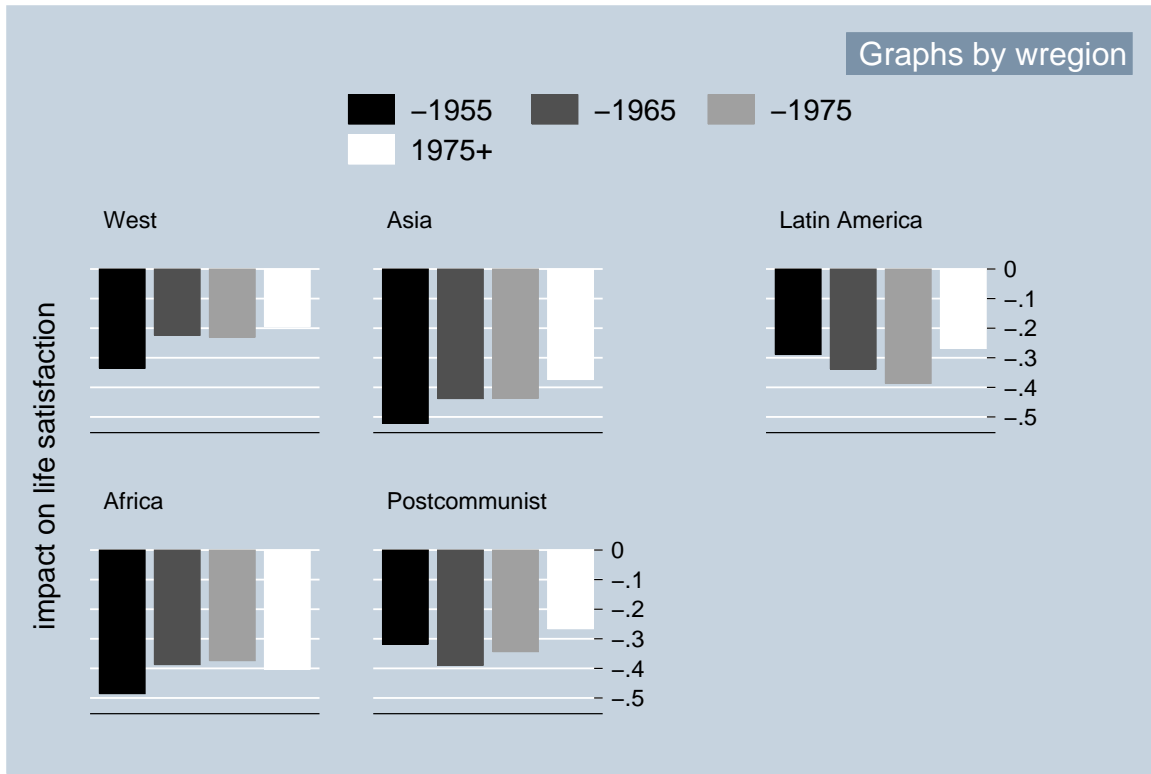 Graphs by wregion
–1955 –1965 –1975
1975+
West Asia Latin America
0
–.1
–.2
–.3
–.4
–.5
impact on life satisfaction
Africa Postcommunist
0
–.1
–.2
–.3
–.4
–.5